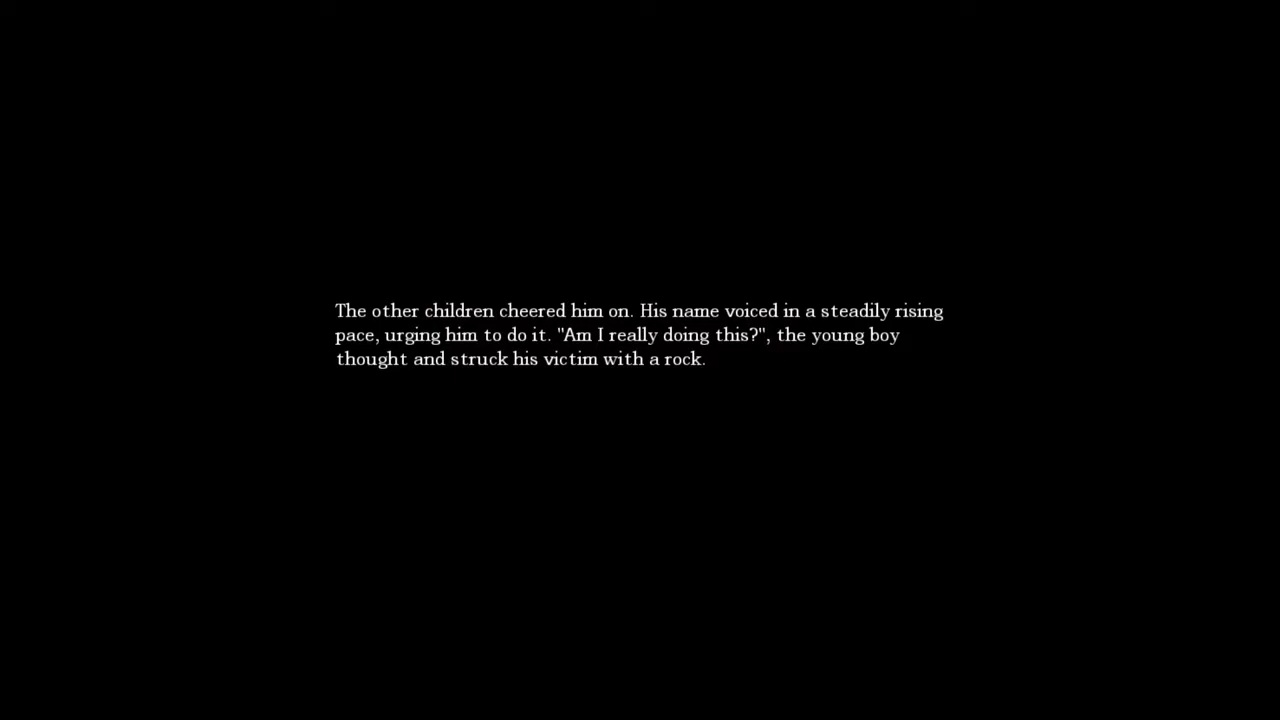 The other children cheered him on. His name voiced in a steadily rising
pace, urging him to do it. "Am I really doing this?", the young boy
thought and struck his victim with a rock.